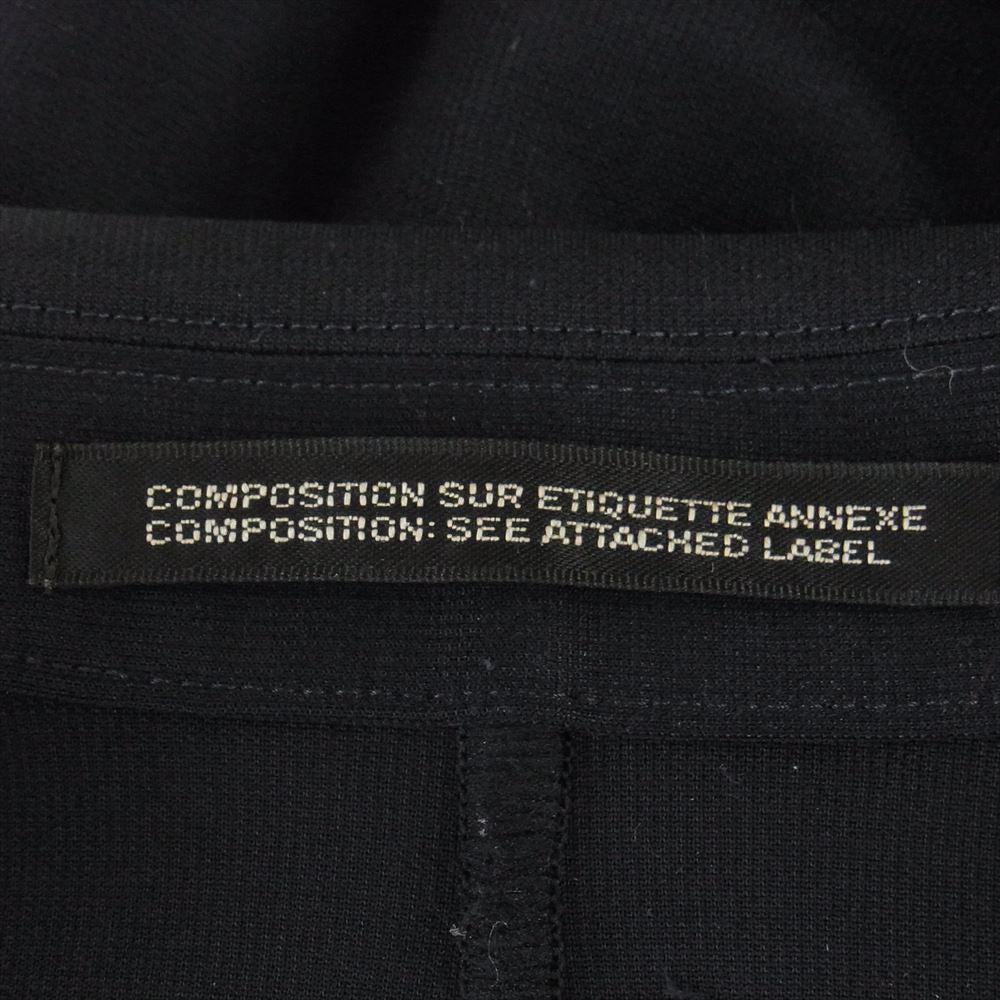 COMPOSITION SUR ETIQUETTE ANNEXE
COMPOSITION: SEE ATTACHED LABEL